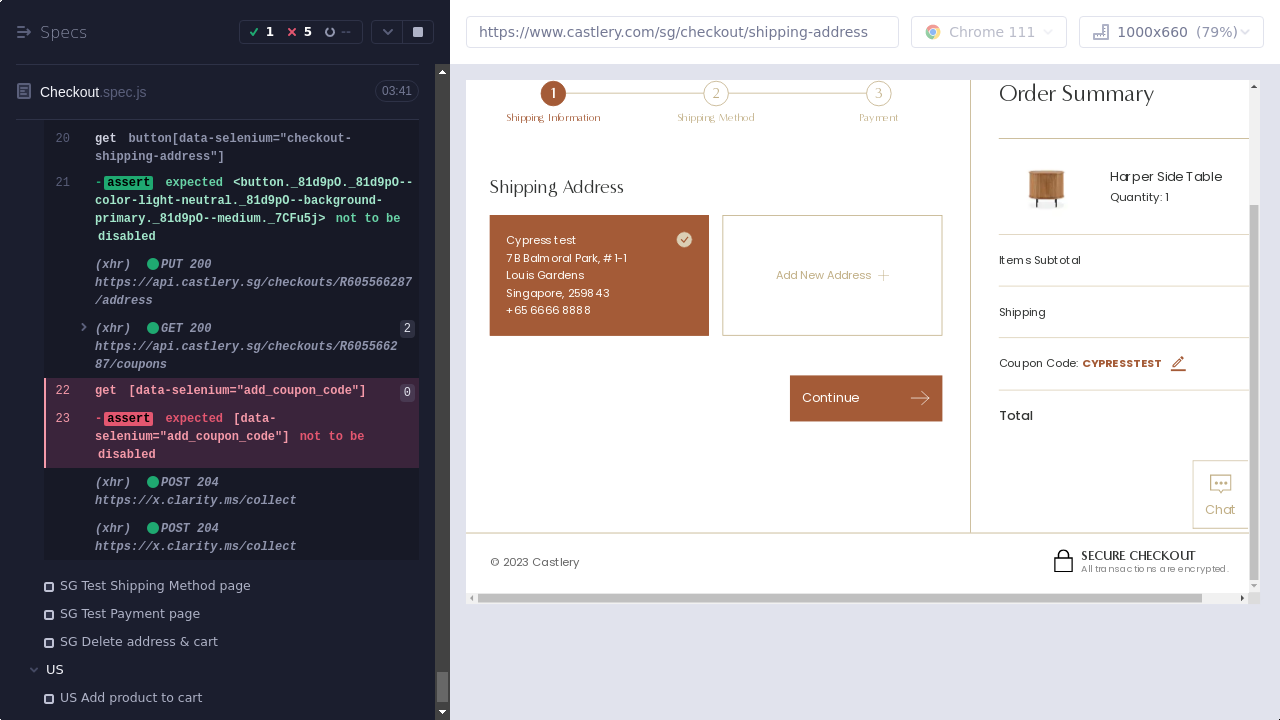 Specs
1
5
--
Checkout.spec.js
03:41
20 get button[data-selenium="checkout-
shipping-address"]
21 -assert expected <button._81d9pO._81d9pO--
color-light-neutral._81d9pO--background-
primary._81d9pO--medium._7CFu5j> not to be
disabled
(xhr) PUT 200
https://api.castlery.sg/checkouts/R605566287
/address
(xhr) GET 200 2
https://api.castlery.sg/checkouts/R6055662
87/coupons
22 get [data-selenium="add_coupon_code"] 0
23 -assert expected [data-
selenium="add_coupon_code"] not to be
disabled
(xhr) POST 204
https://x.clarity.ms/collect
(xhr) POST 204
https://x.clarity.ms/collect
SG Test Shipping Method page
SG Test Payment page
SG Delete address & cart
US
US Add product to cart
https://www.castlery.com/sg/checkout/shipping-address
Chrome 111
1000x660 (79%)
1
2
3
Shipping Information
Shipping Method
Payment
Shipping Address
Cypress test
7B Balmoral Park, #1-1
Louis Gardens
Singapore, 259843
+65 6666 8888
Add New Address
Continue
Order Summary
Harper Side Table
Quantity: 1
Items Subtotal
Shipping
Coupon Code: CYPRESSTEST
Total
Chat
© 2023 Castlery
SECURE CHECKOUT
All transactions are encrypted.